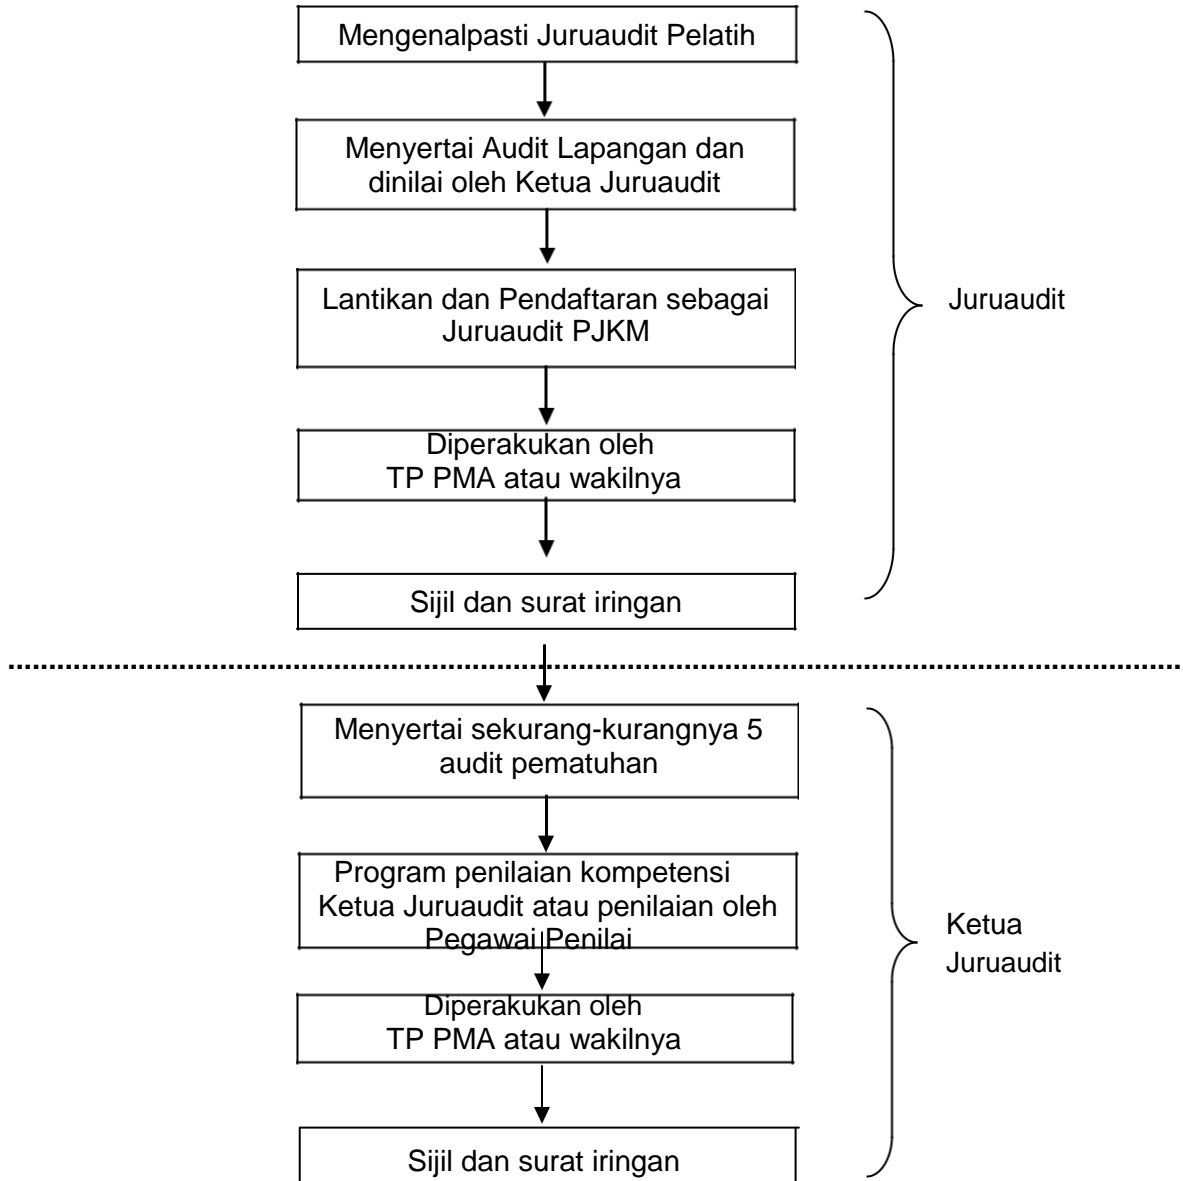 Mengenalpasti Juruaudit Pelatih
Menyertai Audit Lapangan dan
dinilai oleh Ketua Juruaudit
Lantikan dan Pendaftaran sebagai
Juruaudit PJKM
Juruaudit
Diperakukan oleh
TP PMA atau wakilnya
Sijil dan surat iringan
Menyertai sekurang-kurangnya 5
audit pematuhan
Program penilaian kompetensi
Ketua Juruaudit atau penilaian oleh
Pegawai Penilai
Ketua
Juruaudit
Diperakukan oleh
TP PMA atau wakilnya
Sijil dan surat iringan